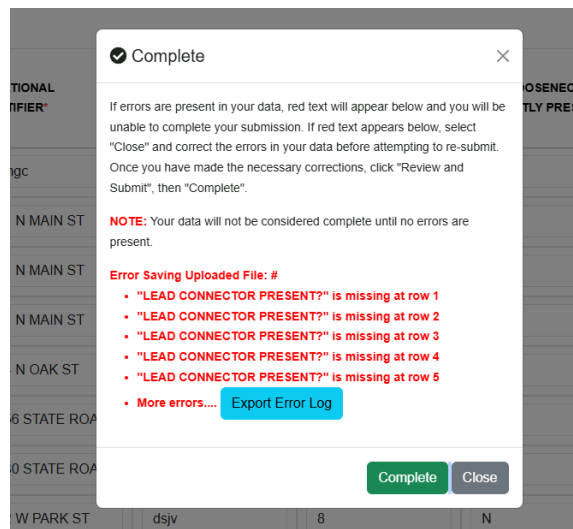 Complete
TIONAL
TIFIER*
OSENEC
TLY PRES
If errors are present in your data, red text will appear below and you will be
unable to complete your submission. If red text appears below, select
"Close" and correct the errors in your data before attempting to re-submit.
Once you have made the necessary corrections, click "Review and
Submit", then "Complete".
ngc
N MAIN ST
NOTE: Your data will not be considered complete until no errors are
present.
N MAIN ST
Error Saving Uploaded File: #
"LEAD CONNECTOR PRESENT?" is missing at row 1
"LEAD CONNECTOR PRESENT?" is missing at row 2
N MAIN ST
"LEAD CONNECTOR PRESENT?" is missing at row 3
"LEAD CONNECTOR PRESENT?" is missing at row 4
N OAK ST
"LEAD CONNECTOR PRESENT?" is missing at row 5
More errors.... Export Error Log
6 STATE ROA
0 STATE ROA
Complete Close
W PARK ST dsjv 8 N